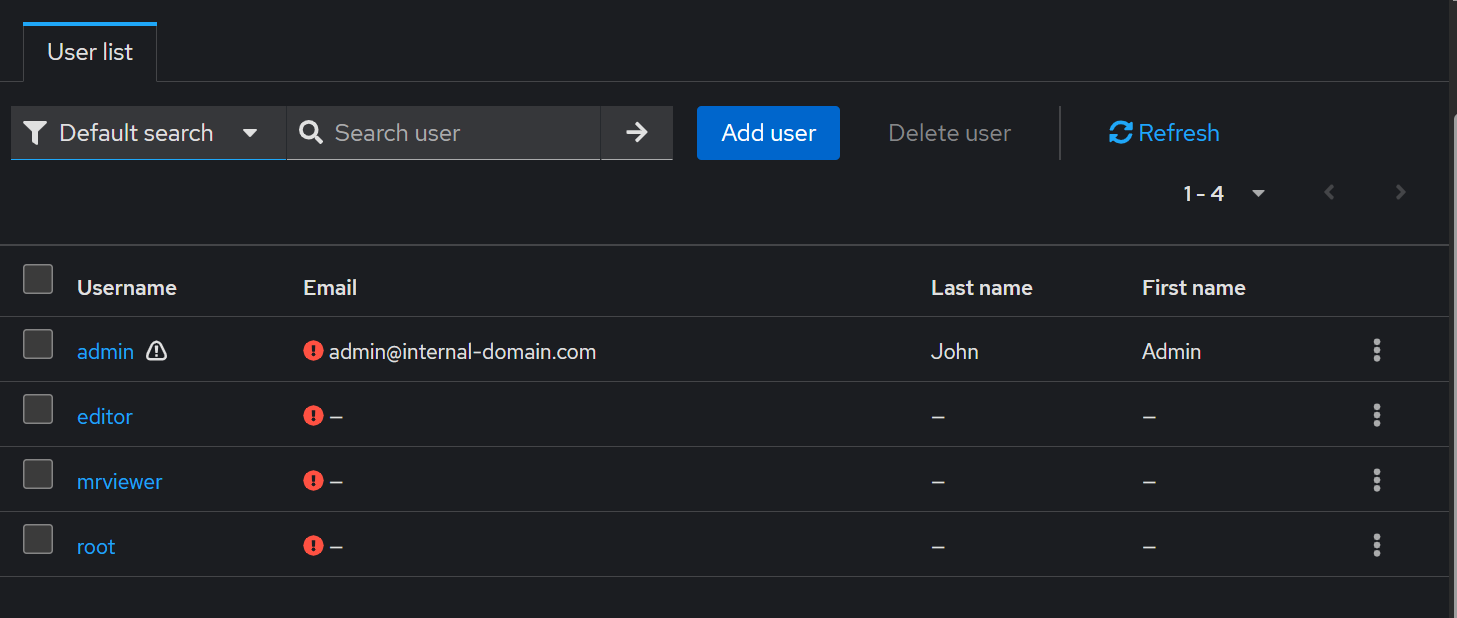 User list
Default search Search user Add user Delete user Refresh
1 - 4
Username Email Last name First name
admin admin@internal-domain.com John Admin
editor – – –
mrviewer – – –
root – – –